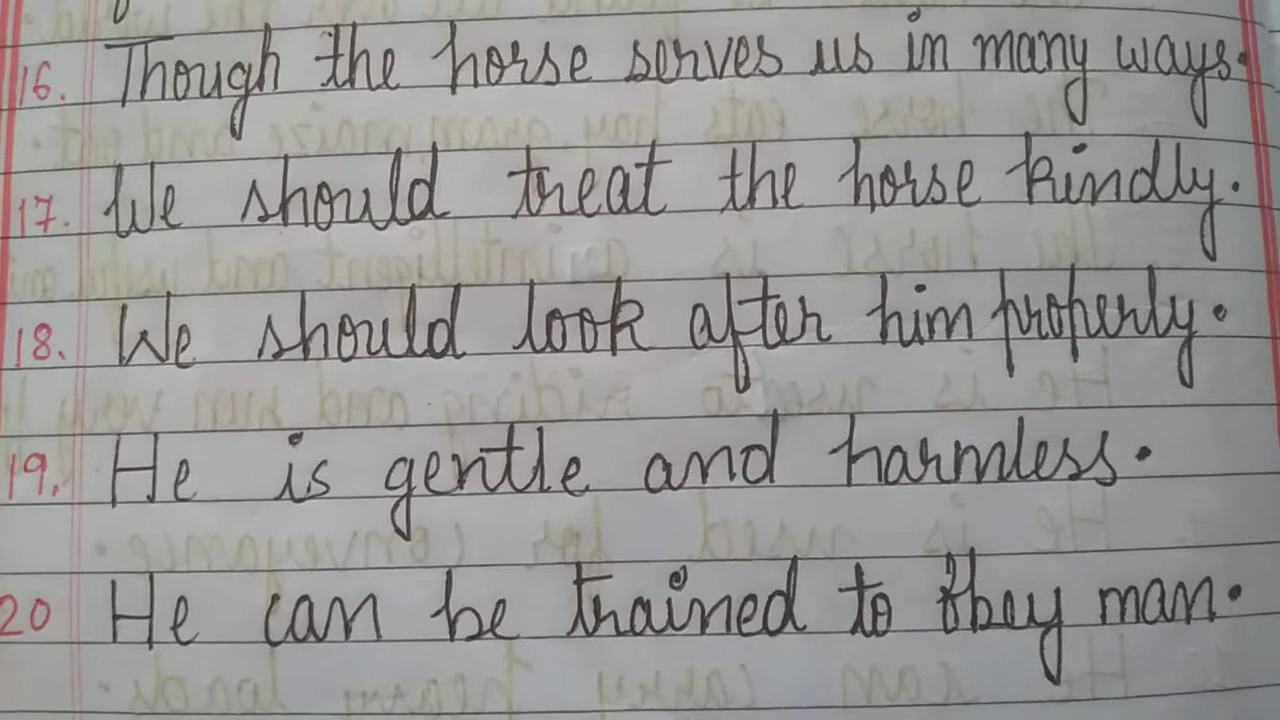 16. Though the horse serves us in many ways.
17. We should treat the horse kindly.
18. We should look after him properly.
19. He is gentle and harmless.
20 He can be trained to obey man.